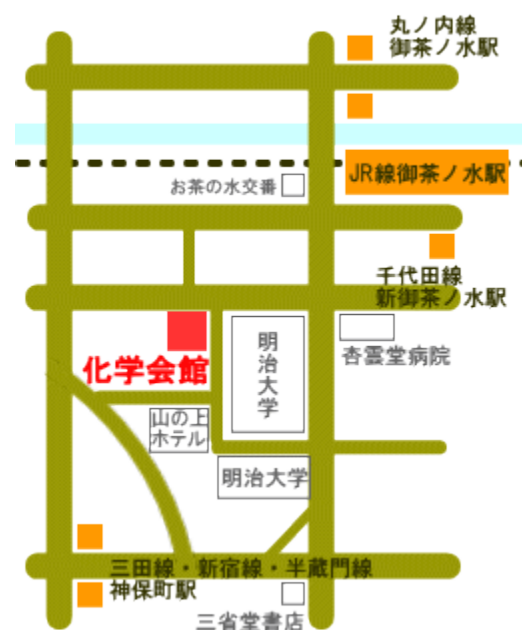 丸ノ内線
御茶ノ水駅
JR線御茶ノ水駅
お茶の水交番
千代田線
新御茶ノ水駅
杏雲堂病院
明治大学
化学会館
山の上
ホテル
明治大学
三田線・新宿線・半蔵門線
神保町駅
三省堂書店